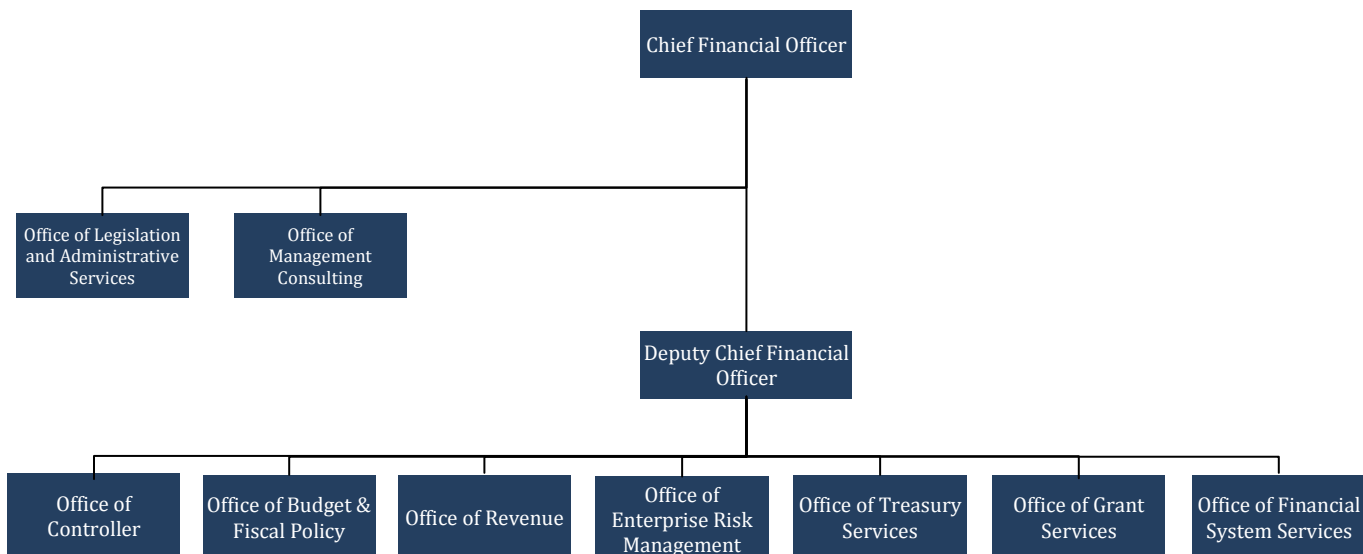 Chief Financial Officer
Office of Legislation
and Administrative
Services
Office of
Management
Consulting
Deputy Chief Financial
Officer
Office of
Controller
Office of Budget &
Fiscal Policy
Office of Revenue
Office of
Enterprise Risk
Management
Office of Treasury
Services
Office of Grant
Services
Office of Financial
System Services